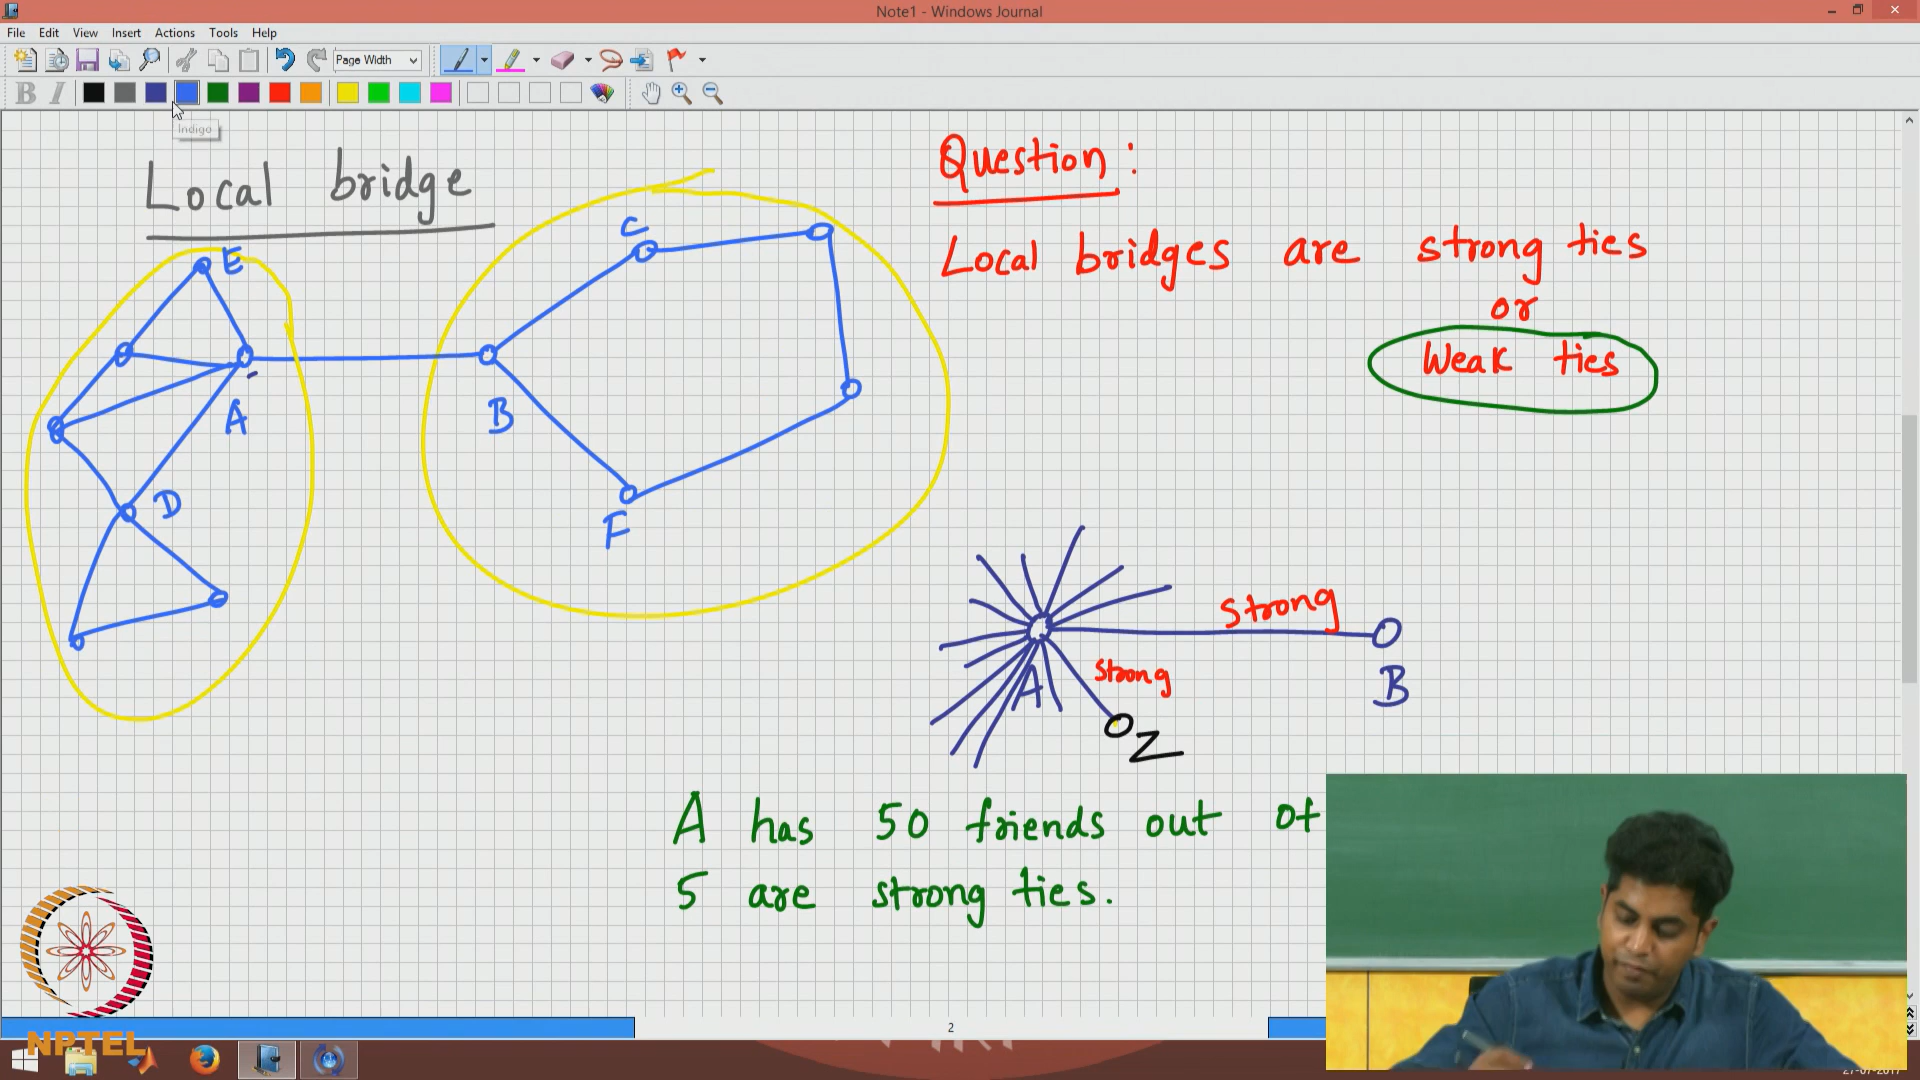 Note1 - Windows Journal
File Edit View Insert Actions Tools Help
Page Width
B I
Indigo
Local bridge
Question :
Local bridges are strong ties
or
Weak ties
E
C
A
B
D
F
strong
strong
A
B
Z
A has 50 friends out of
5 are strong ties.
2
NPTEL